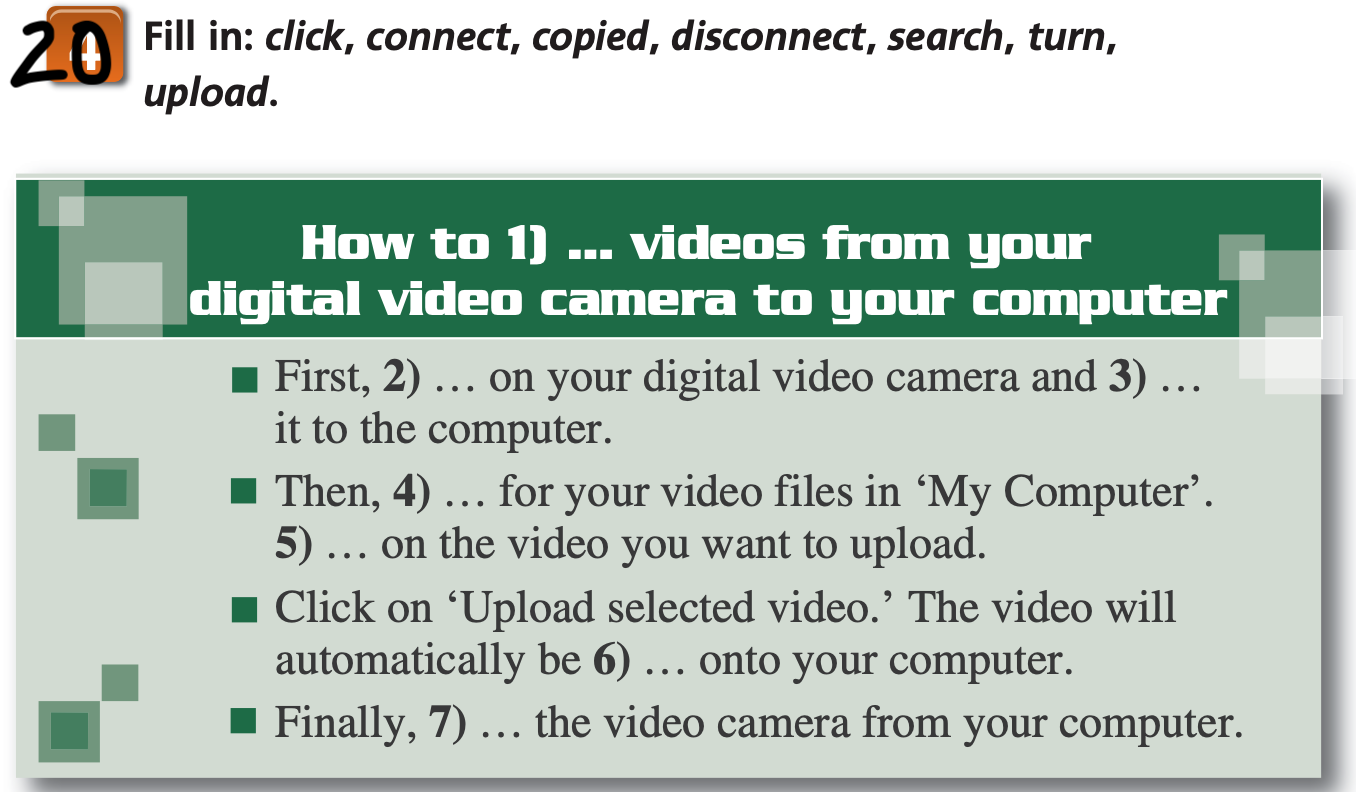 20 Fill in: click, connect, copied, disconnect, search, turn,
upload.
How to 1) ... videos from your
digital video camera to your computer
■ First, 2) … on your digital video camera and 3) …
it to the computer.
■ Then, 4) … for your video files in ‘My Computer’.
5) … on the video you want to upload.
■ Click on ‘Upload selected video.’ The video will
automatically be 6) … onto your computer.
■ Finally, 7) … the video camera from your computer.